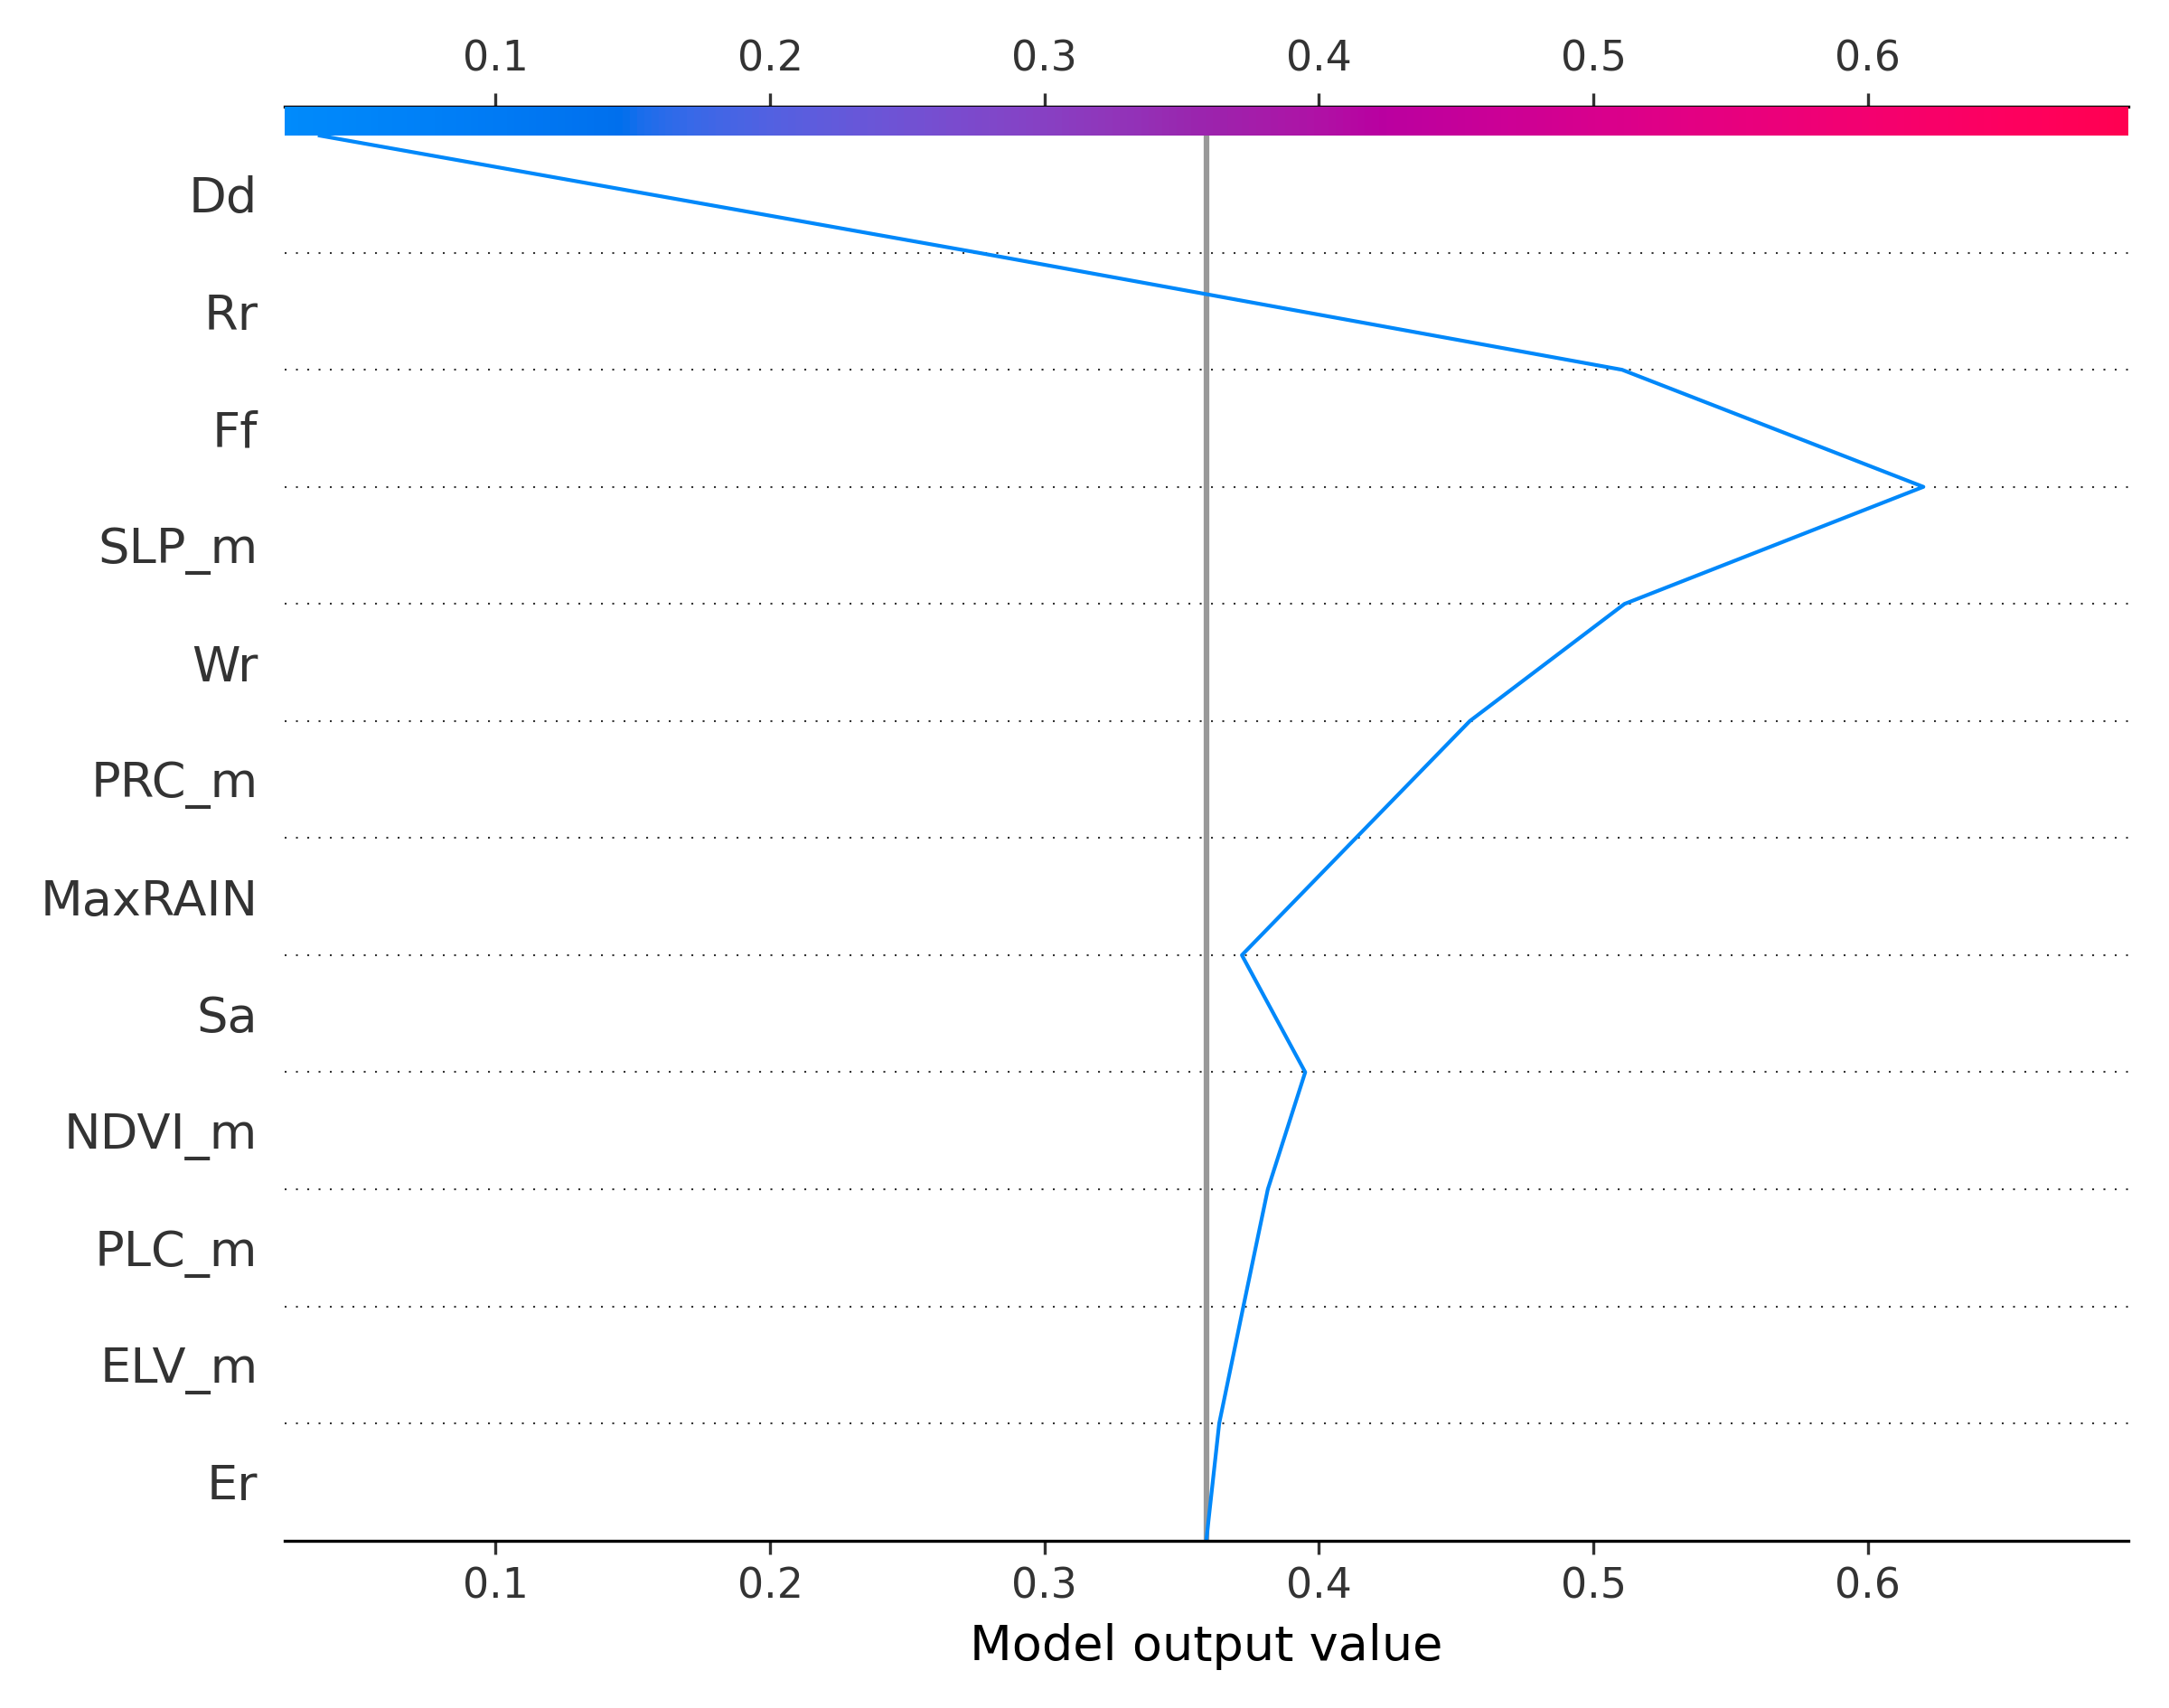 0.1 0.2 0.3 0.4 0.5 0.6
Dd
Rr
Ff
SLP_m
Wr
PRC_m
MaxRAIN
Sa
NDVI_m
PLC_m
ELV_m
Er
0.1 0.2 0.3 0.4 0.5 0.6
Model output value